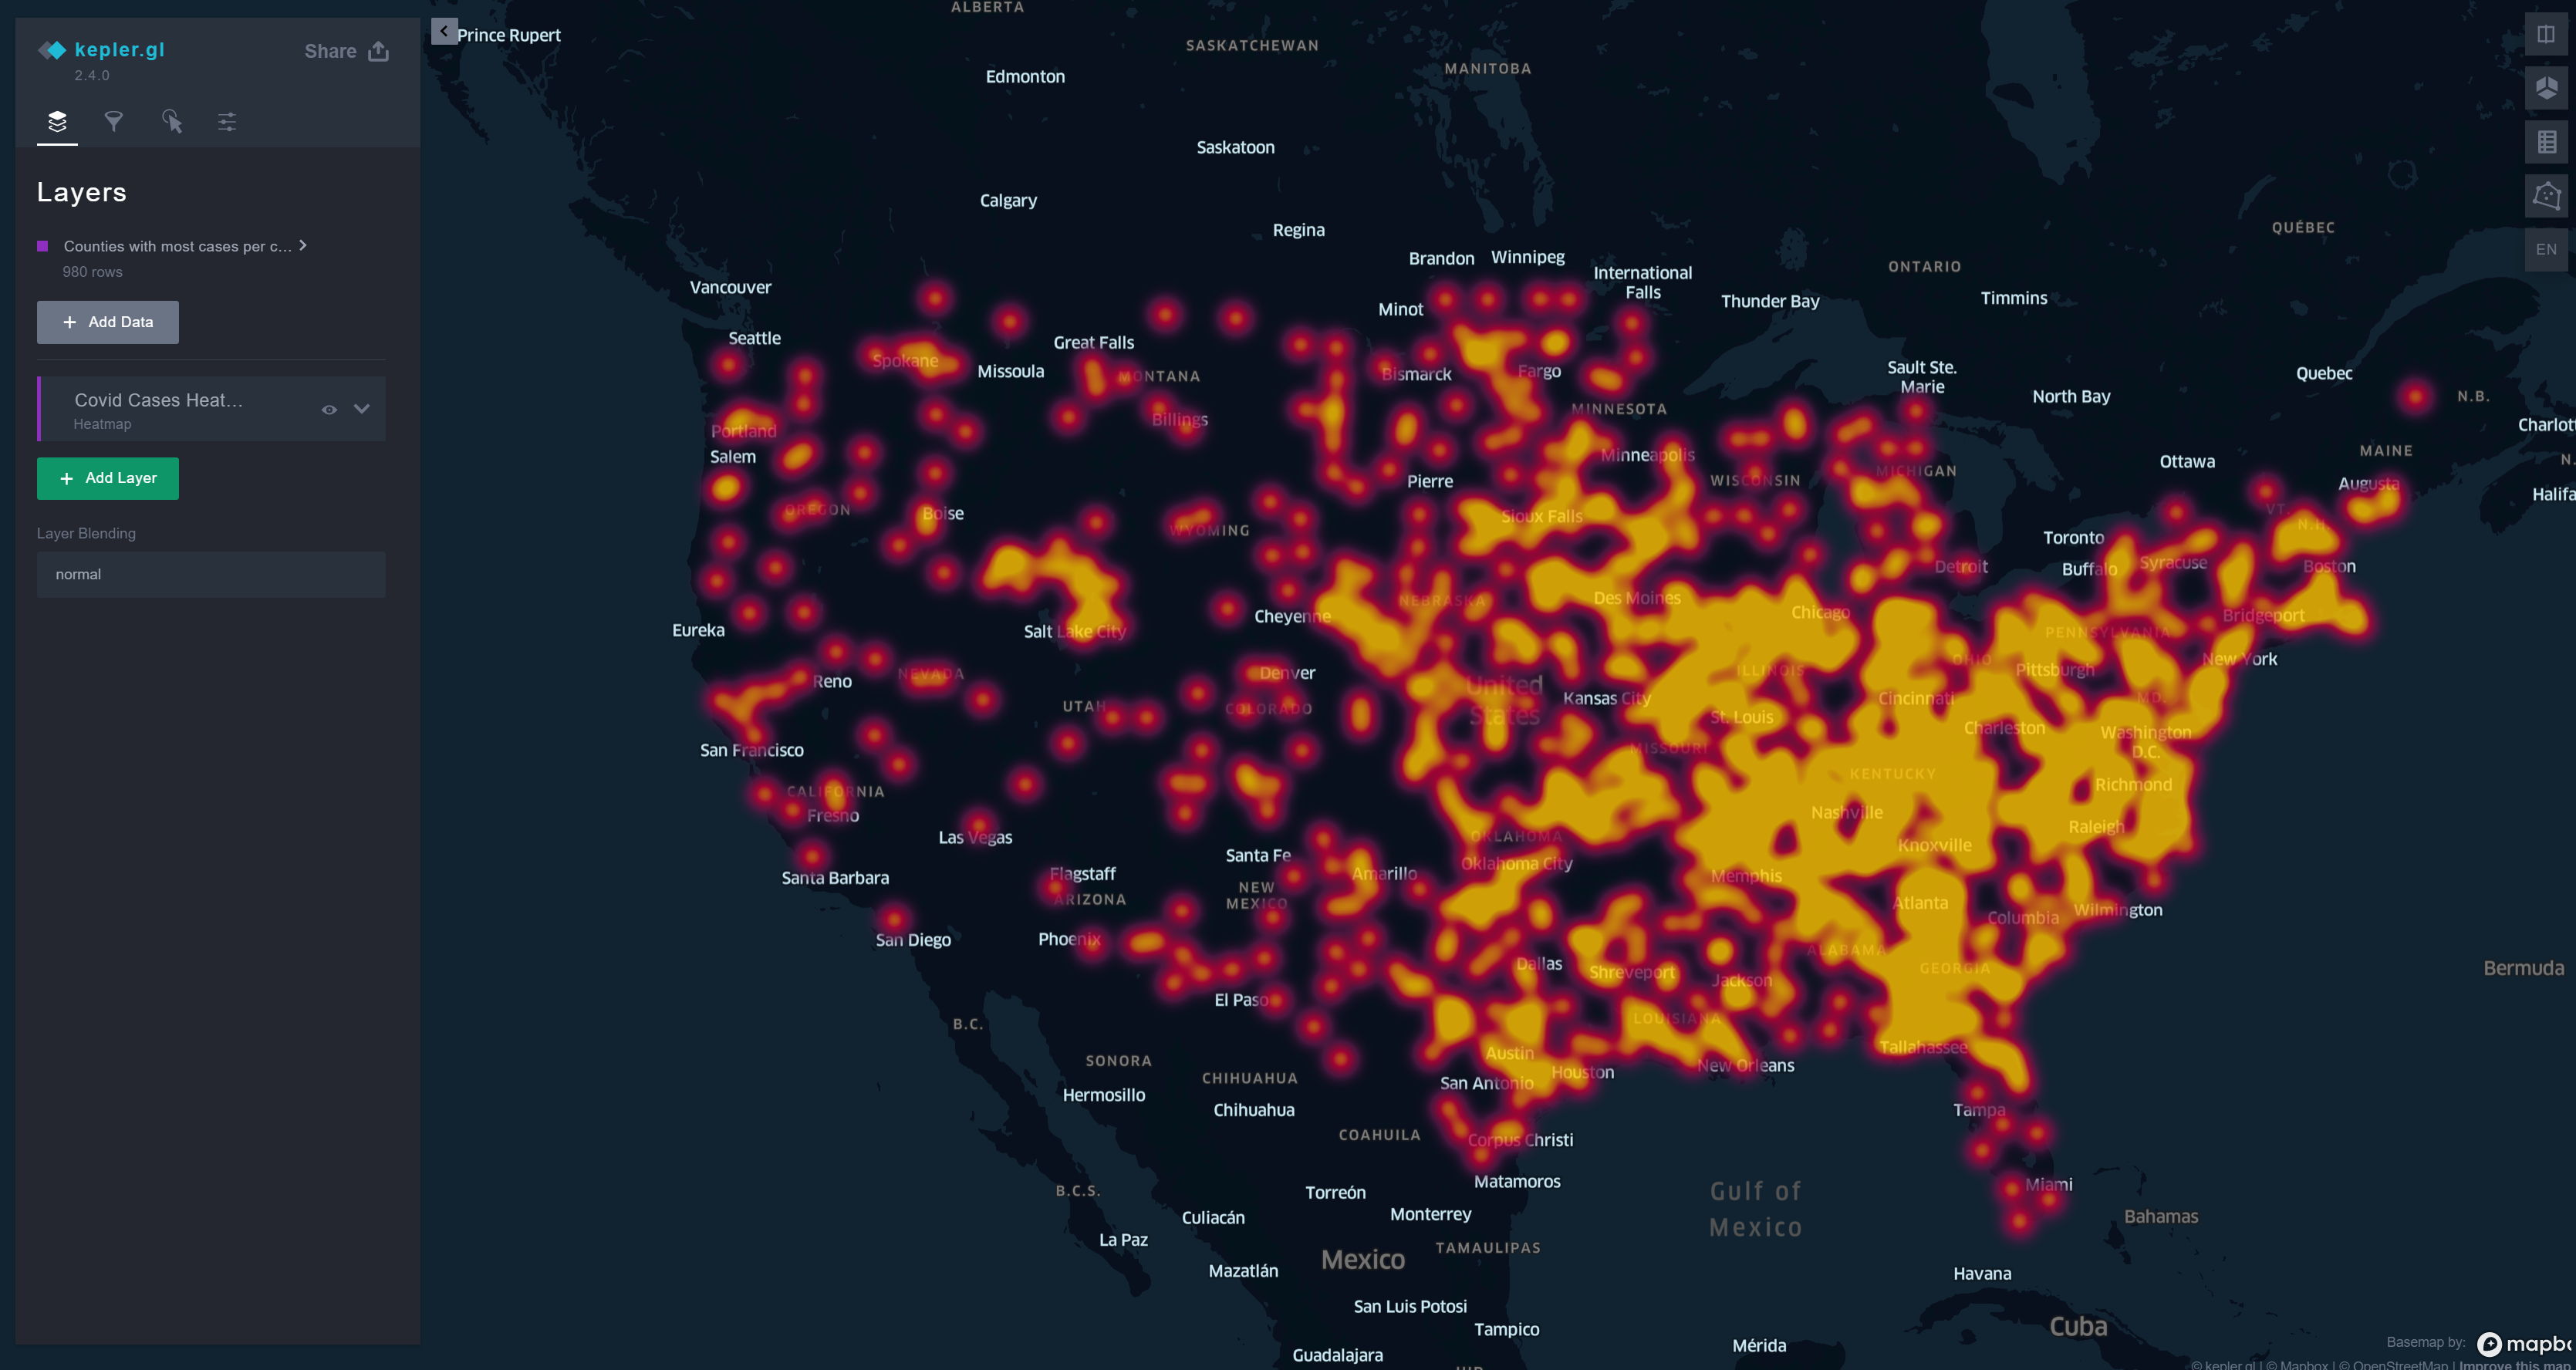 kepler.gl
2.4.0
Share
Layers
Counties with most cases per c...
980 rows
+ Add Data
Covid Cases Heat...
Heatmap
+ Add Layer
Layer Blending
normal
EN
ALBERTA
Prince Rupert
SASKATCHEWAN
MANITOBA
Edmonton
Saskatoon
Calgary
Regina
QUÉBEC
Brandon
Winnipeg
ONTARIO
International
Falls
Vancouver
Thunder Bay
Timmins
Minot
Seattle
Great Falls
Spokane
Missoula
MONTANA
Bismarck
Fargo
Sault Ste.
Marie
Quebec
North Bay
N.B.
MINNESOTA
Billings
Charlott
Portland
Salem
Minneapolis
MAINE
Ottawa
MICHIGAN
Pierre
WISCONSIN
Augusta
Halifa
N.
OREGON
Boise
VT.
N.H.
Sioux Falls
WYOMING
Toronto
Buffalo
Syracuse
Boston
Detroit
NEBRASKA
Des Moines
Chicago
Cheyenne
Bridgeport
Eureka
Salt Lake City
PENNSYLVANIA
New York
OHIO
Pittsburgh
Reno
NEVADA
Denver
ILLINOIS
United
States
Kansas City
Cincinnati
MD.
UTAH
COLORADO
St. Louis
Charleston
Washington
D.C.
San Francisco
MISSOURI
KENTUCKY
Richmond
CALIFORNIA
Fresno
Nashville
Raleigh
Las Vegas
OKLAHOMA
Knoxville
Santa Fe
Oklahoma City
Santa Barbara
Flagstaff
Amarillo
Memphis
ARIZONA
NEW
MEXICO
Atlanta
Columbia
Wilmington
San Diego
Phoenix
ALABAMA
Dallas
Shreveport
Jackson
GEORGIA
Bermuda
El Paso
LOUISIANA
B.C.
Tallahassee
Austin
SONORA
New Orleans
Houston
CHIHUAHUA
San Antonio
Hermosillo
Chihuahua
Tampa
COAHUILA
Corpus Christi
B.C.S.
Torreón
Matamoros
Miami
Gulf of
Mexico
Culiacán
Monterrey
Bahamas
La Paz
TAMAULIPAS
Mexico
Mazatlán
Havana
San Luis Potosi
Tampico
Cuba
Mérida
Guadalajara
Basemap by:
mapbo
© kepler.gl | © Mapbox | © OpenStreetMap | Improve this map